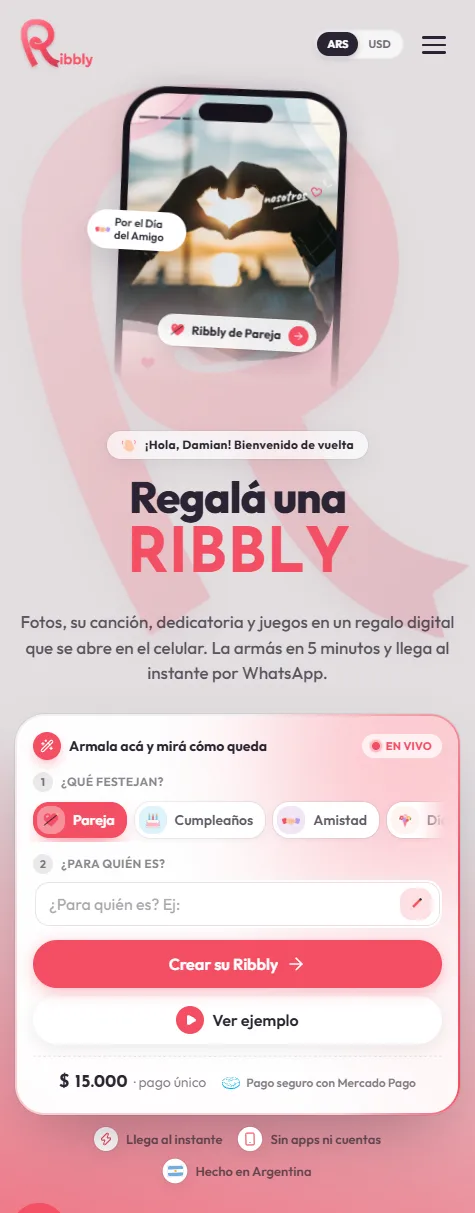 Ribbly
ARS USD
nosotros
Por el Día
del Amigo
Ribbly de Pareja
¡Hola, Damian! Bienvenido de vuelta
Regalá una
RIBBLY
Fotos, su canción, dedicatoria y juegos en un regalo digital
que se abre en el celular. La armás en 5 minutos y llega al
instante por WhatsApp.
Armala acá y mirá cómo queda
EN VIVO
1 ¿QUÉ FESTEJAN?
Pareja Cumpleaños Amistad
2 ¿PARA QUIÉN ES?
¿Para quién es? Ej:
Crear su Ribbly
Ver ejemplo
$ 15.000 · pago único Pago seguro con Mercado Pago
Llega al instante Sin apps ni cuentas
Hecho en Argentina